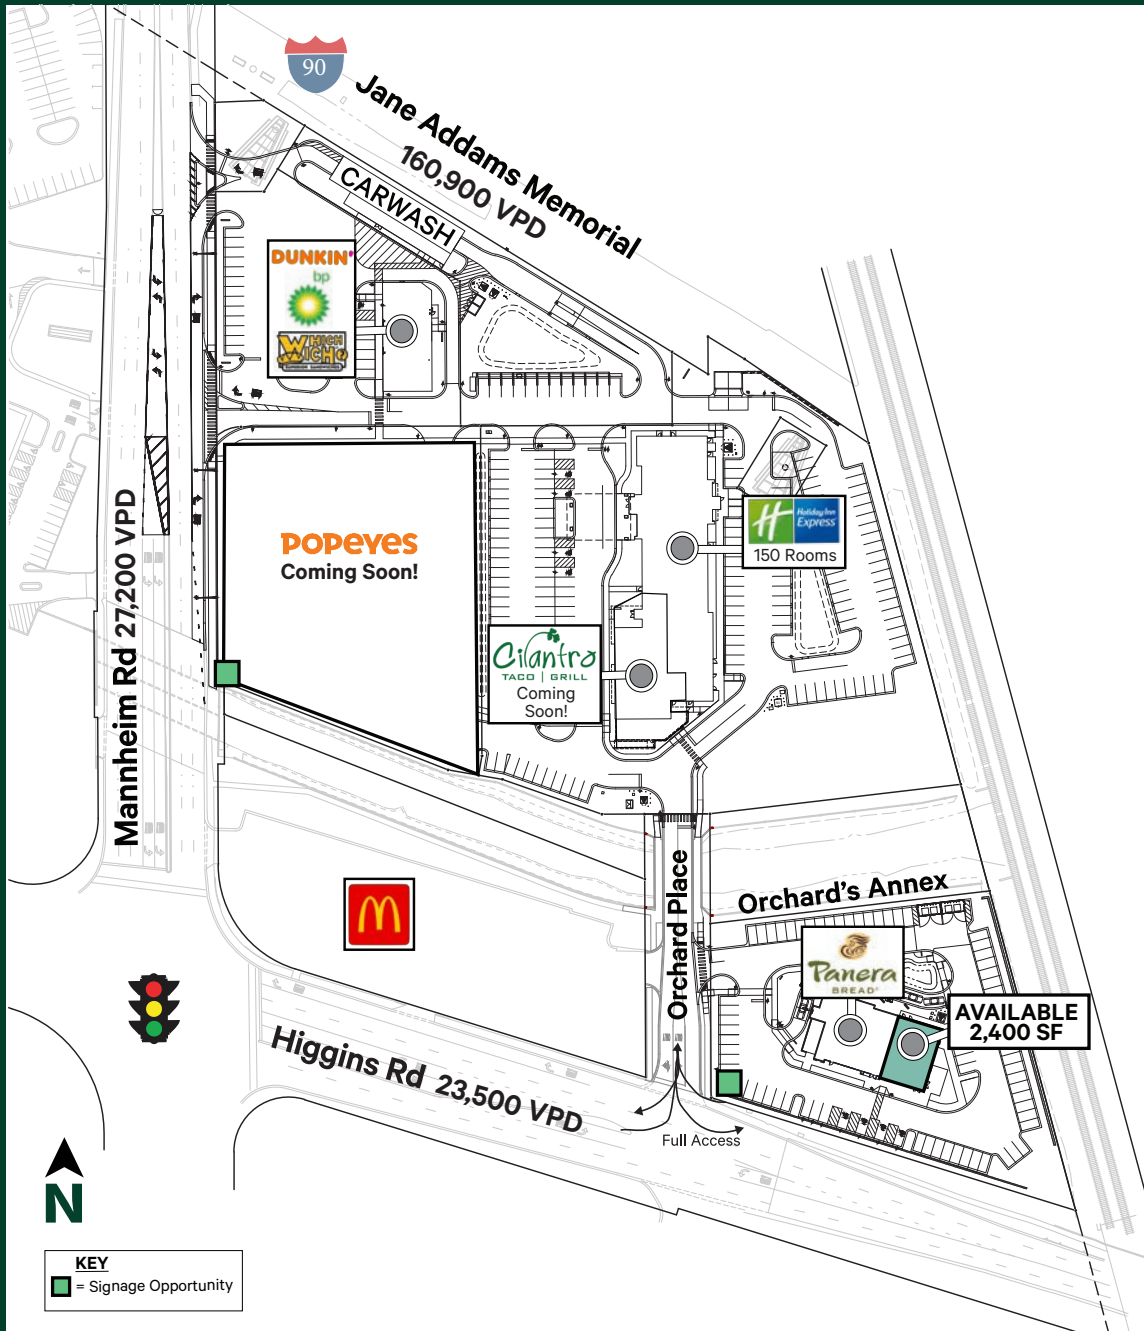 90
Jane Addams Memorial
160,900 VPD
CARWASH
DUNKIN'
bp
WHICH
WICH
SUPERIOR SANDWICHES
Mannheim Rd 27,200 VPD
POPEYES
Coming Soon!
Holiday Inn
Express
150 Rooms
Cilantro
TACO | GRILL
Coming
Soon!
Orchard Place
Orchard's Annex
Panera
BREAD
AVAILABLE
2,400 SF
Higgins Rd 23,500 VPD
Full Access
N
KEY
= Signage Opportunity